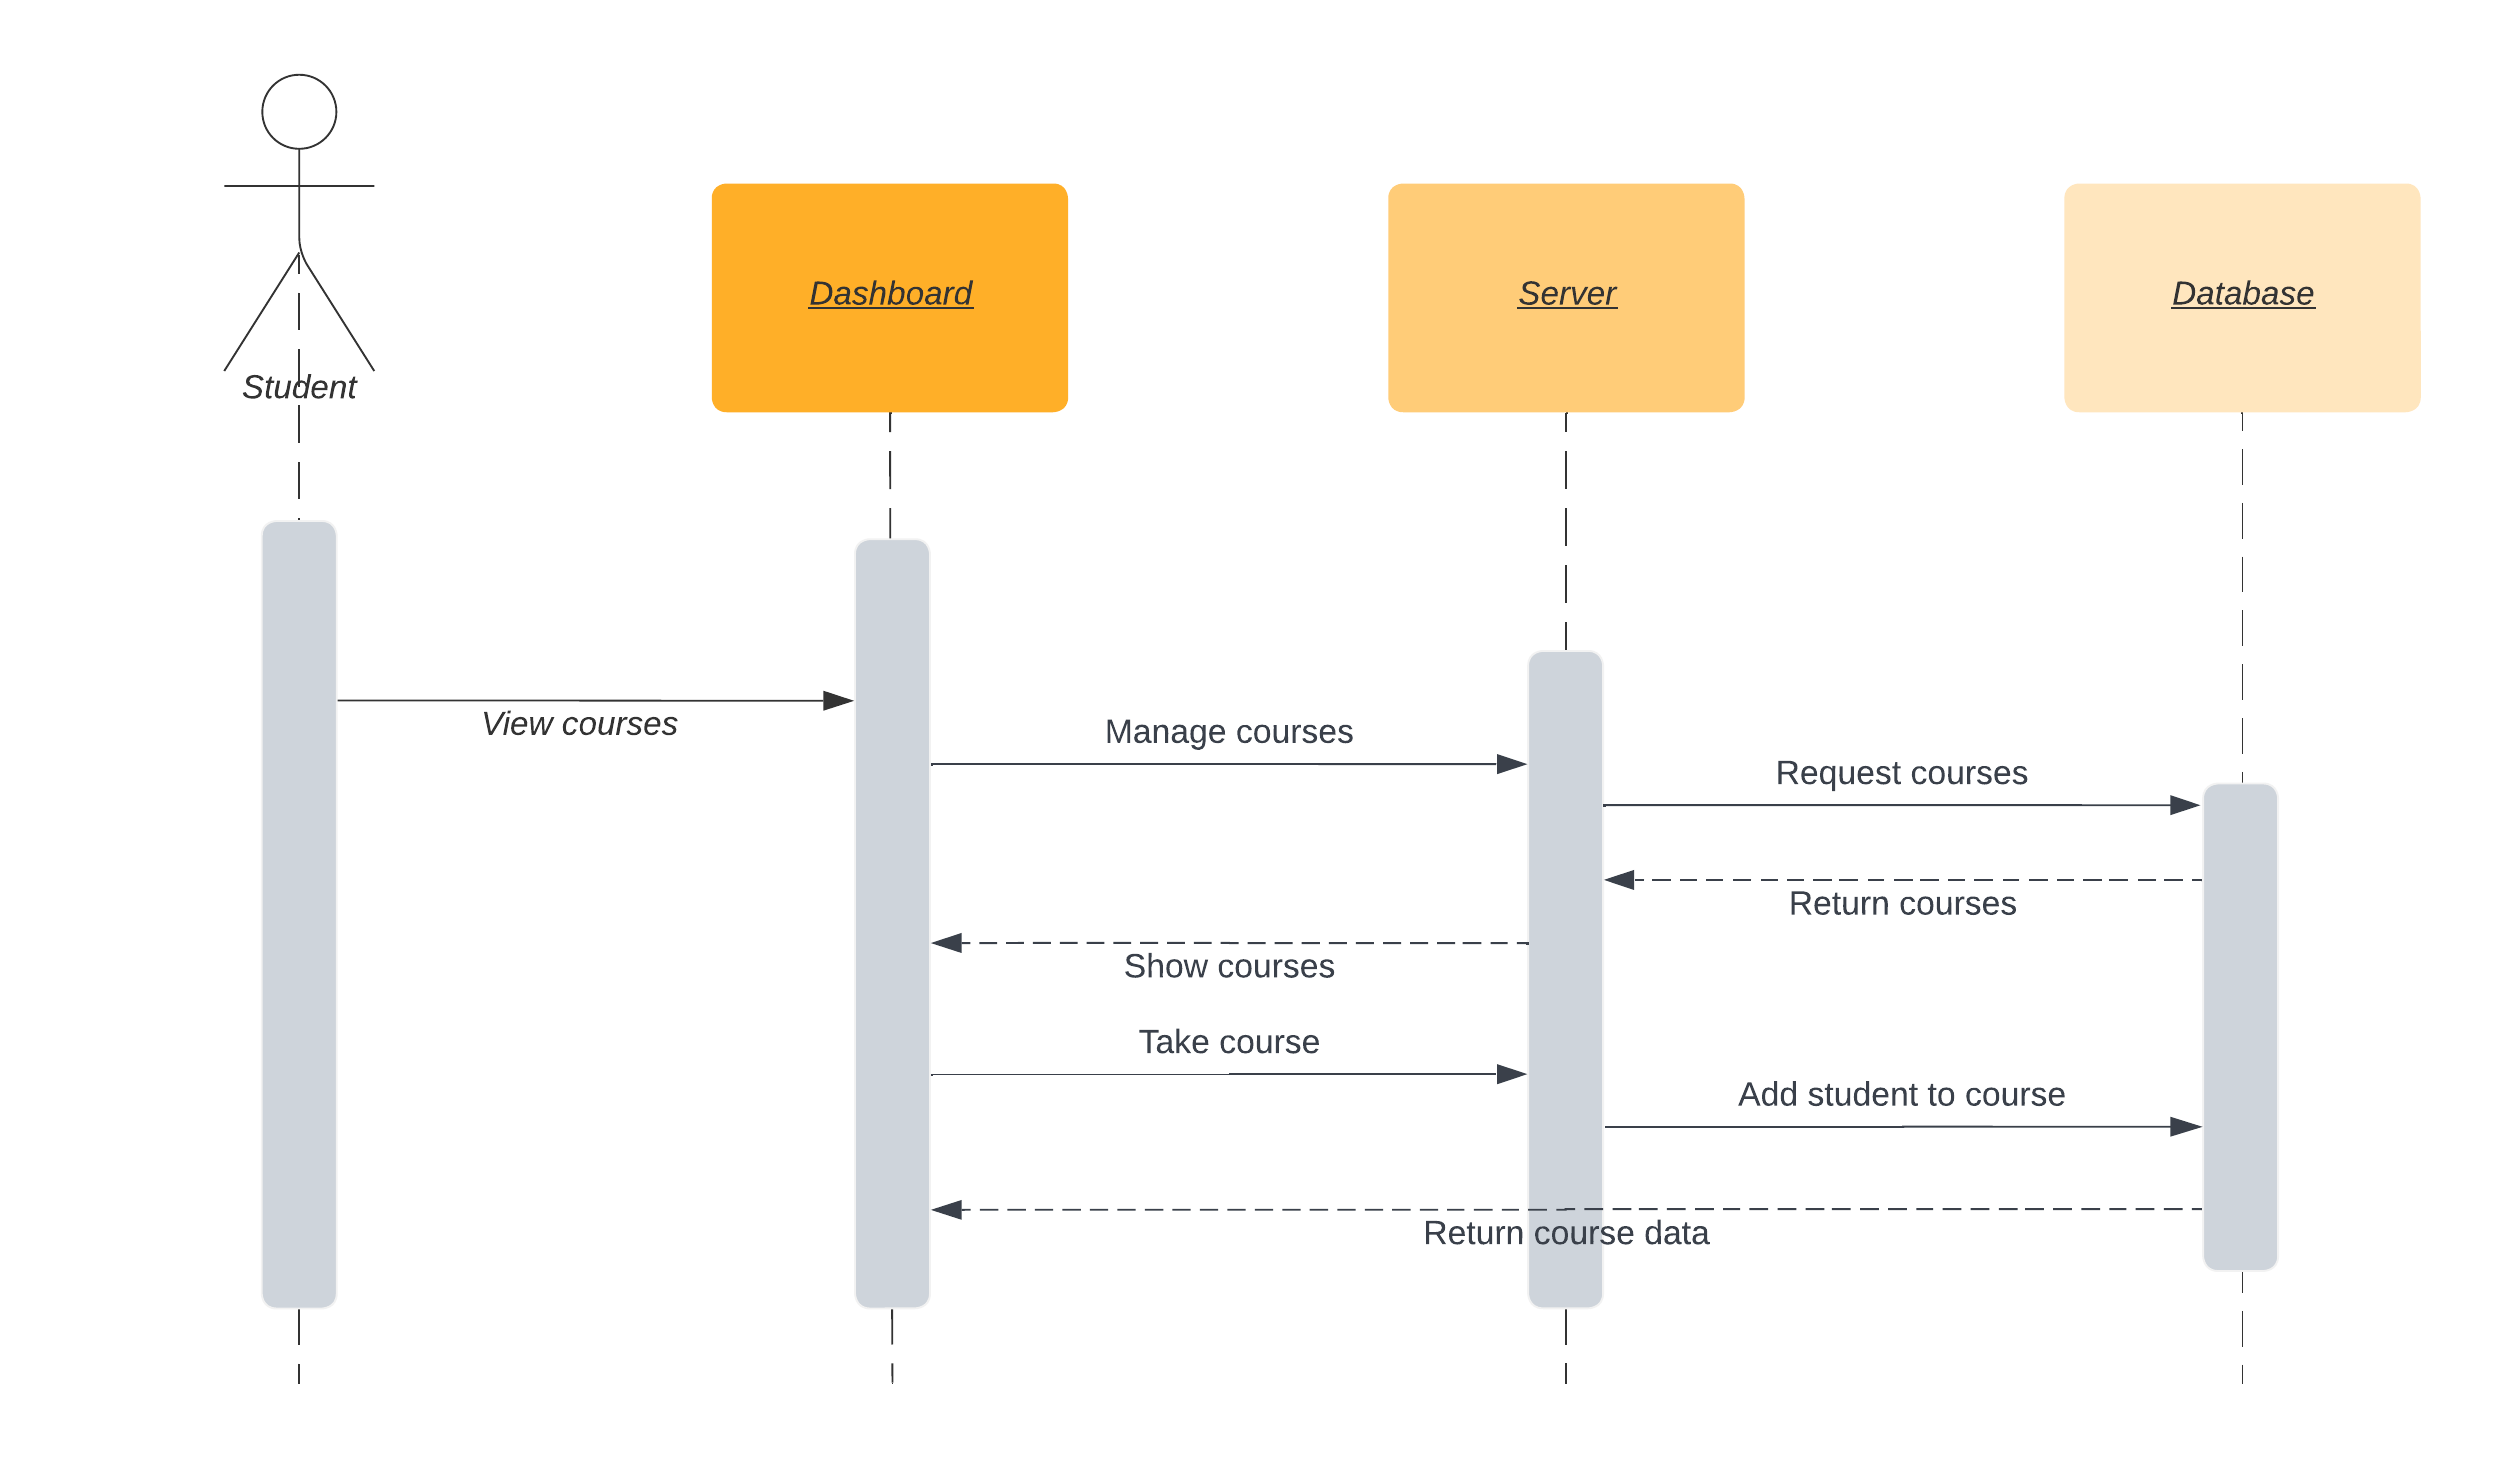 Dashboard
Server
Database
Student
View courses
Manage courses
Request courses
Return courses
Show courses
Take course
Add student to course
Return course data